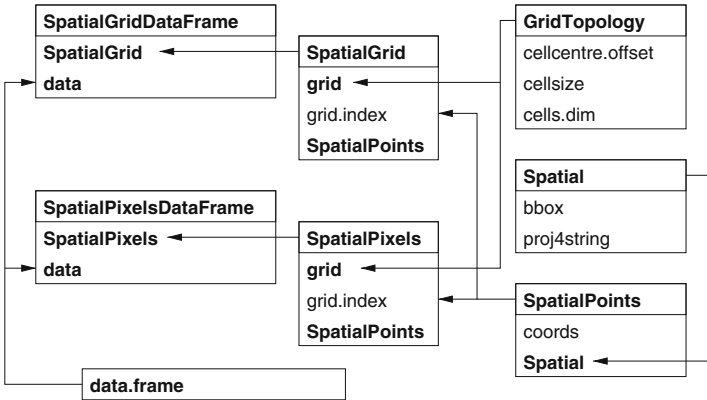 SpatialGridDataFrame
SpatialGrid
data
SpatialGrid
grid
grid.index
SpatialPoints
GridTopology
cellcentre.offset
cellsize
cells.dim
SpatialPixelsDataFrame
SpatialPixels
data
SpatialPixels
grid
grid.index
SpatialPoints
Spatial
bbox
proj4string
SpatialPoints
coords
Spatial
data.frame